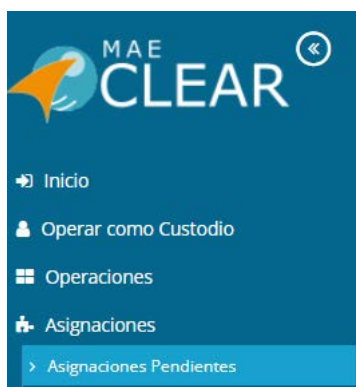 MAE
CLEAR
Inicio
Operar como Custodio
Operaciones
Asignaciones
Asignaciones Pendientes